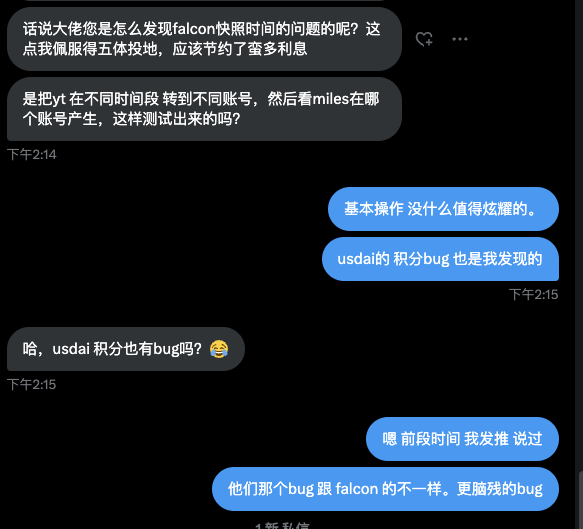 话说大佬您是怎么发现falcon快照时间的问题的呢？这
点我佩服得五体投地，应该节约了蛮多利息
是把yt 在不同时间段 转到不同账号，然后看miles在哪
个账号产生，这样测试出来的吗？
下午2:14
基本操作 没什么值得炫耀的。
usdai的 积分bug 也是我发现的
下午2:15
哈，usdai 积分也有bug吗？😂
下午2:15
嗯 前段时间 我发推 说过
他们那个bug 跟 falcon 的不一样。更脑残的bug